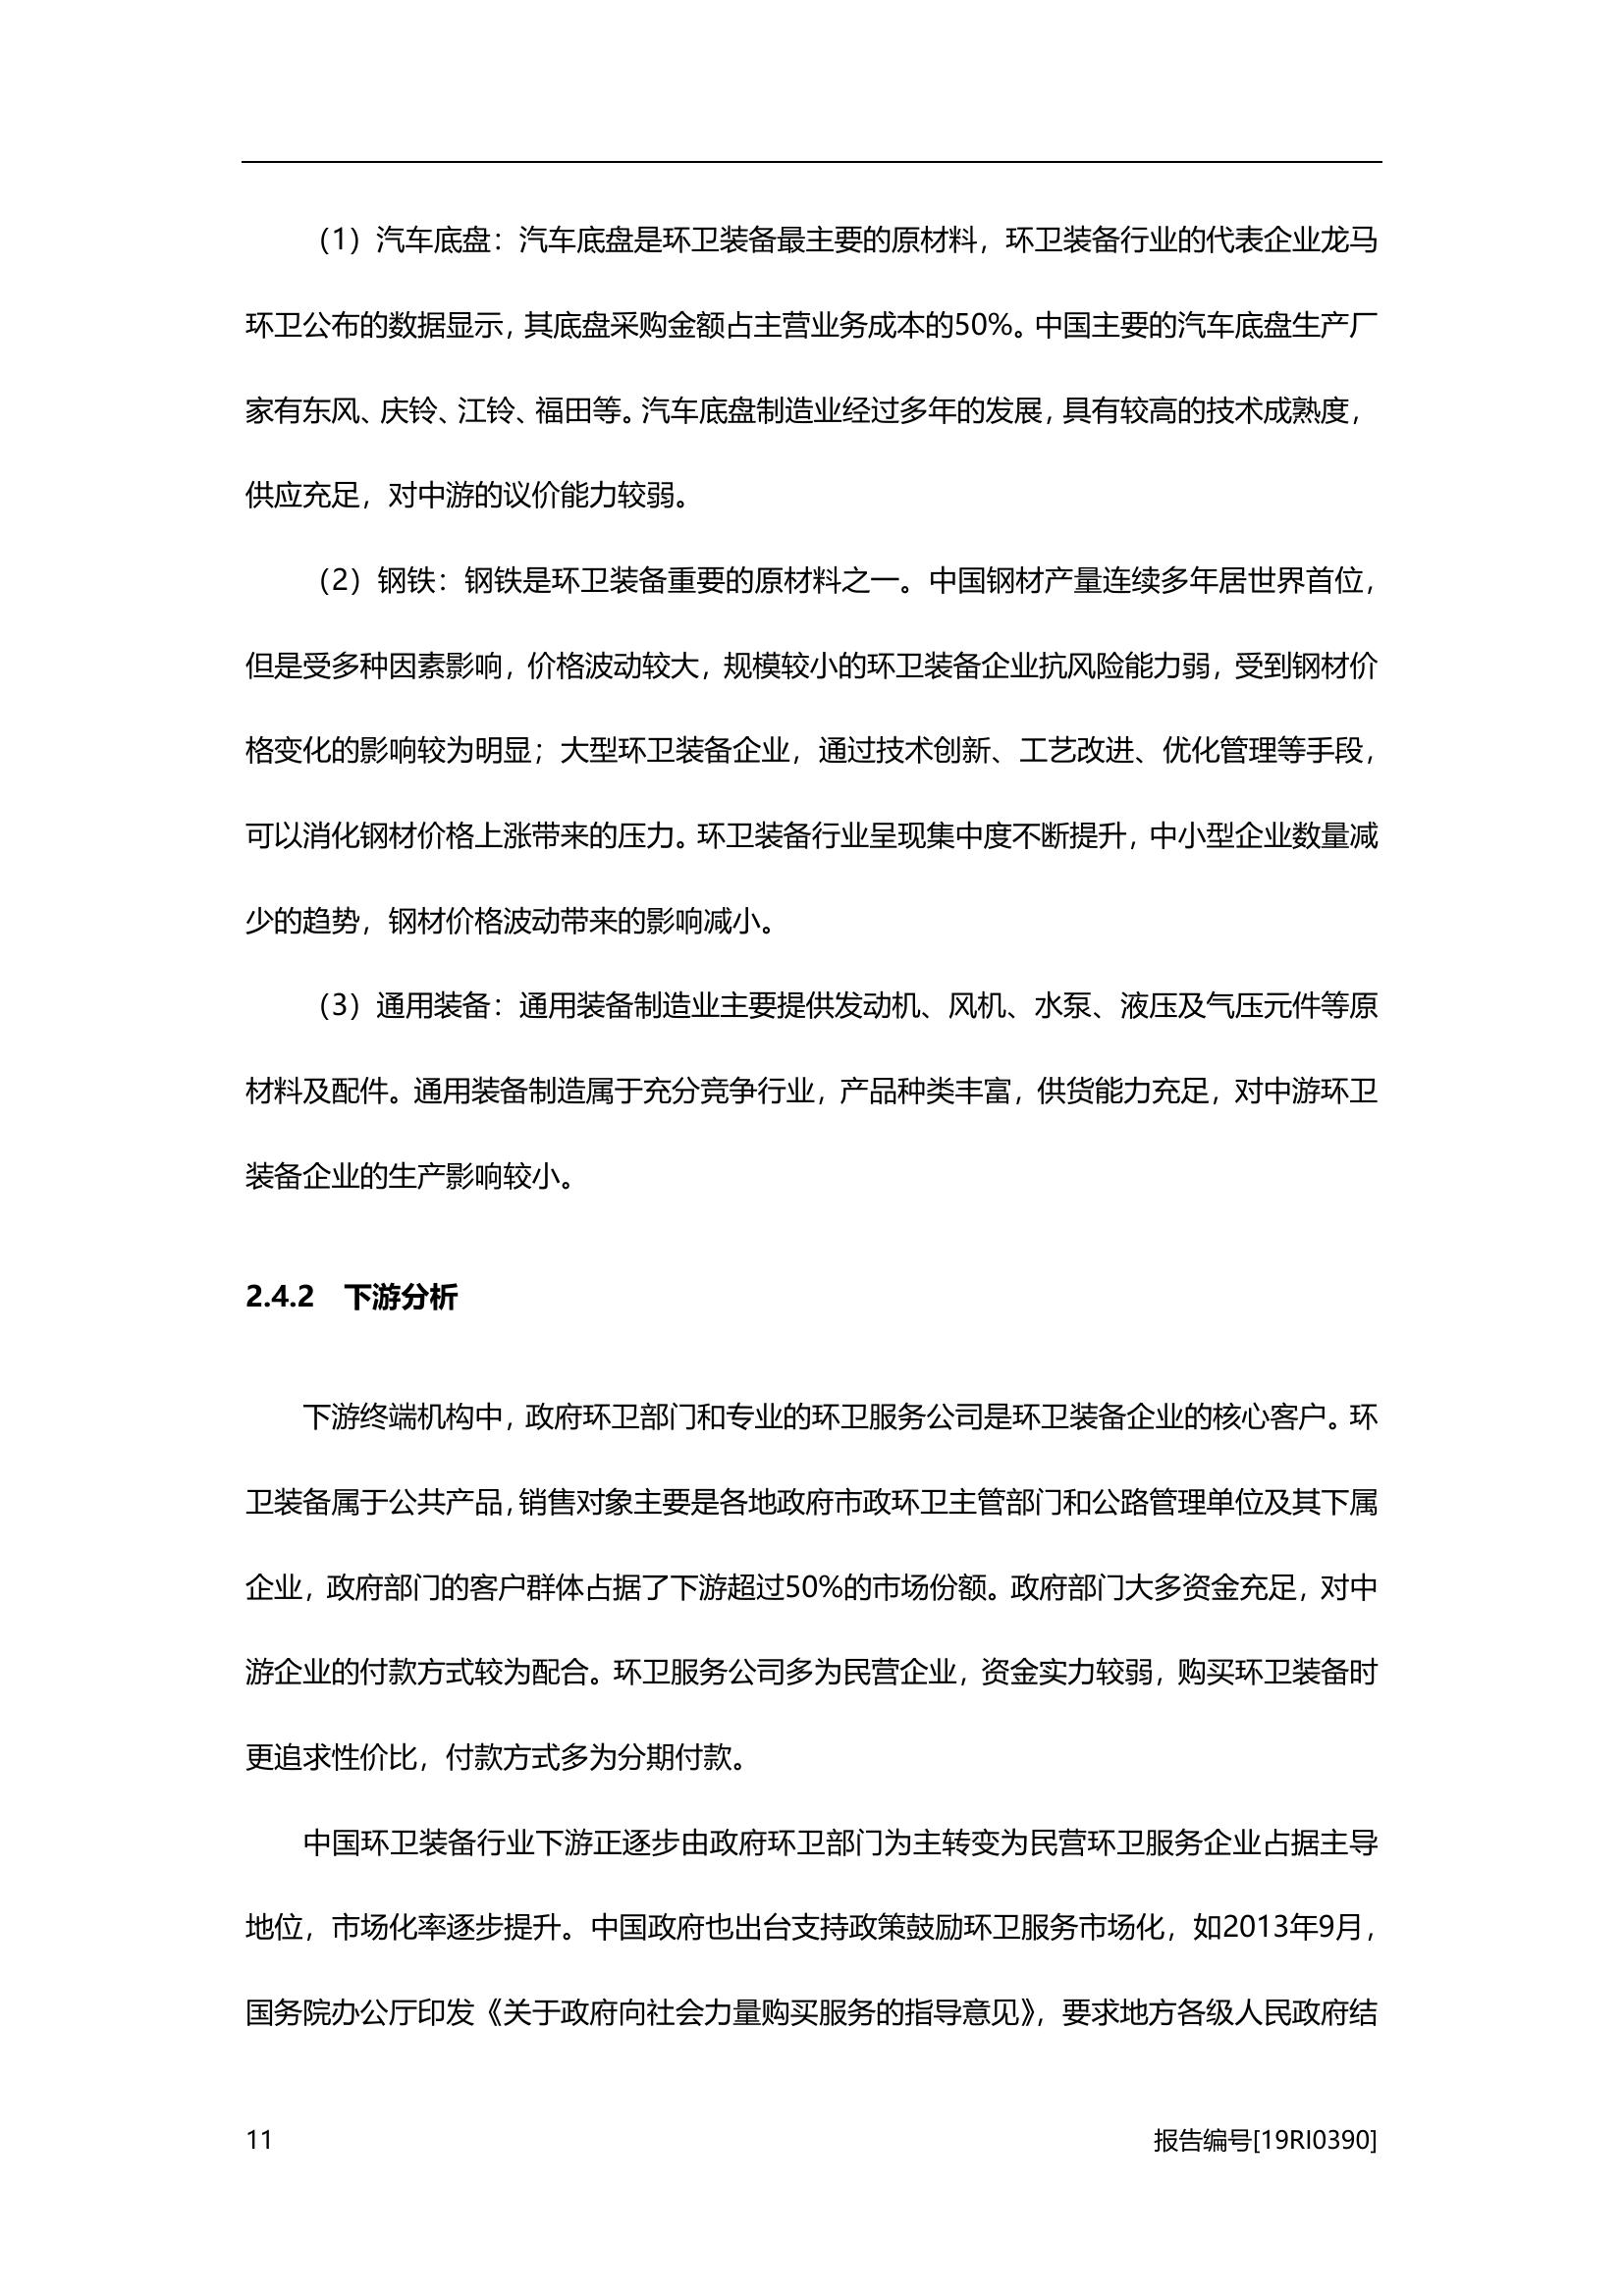 （1）汽车底盘：汽车底盘是环卫装备最主要的原材料，环卫装备行业的代表企业龙马
环卫公布的数据显示，其底盘采购金额占主营业务成本的50%。中国主要的汽车底盘生产厂
家有东风、庆铃、江铃、福田等。汽车底盘制造业经过多年的发展，具有较高的技术成熟度，
供应充足，对中游的议价能力较弱。
（2）钢铁：钢铁是环卫装备重要的原材料之一。中国钢材产量连续多年居世界首位，
但是受多种因素影响，价格波动较大，规模较小的环卫装备企业抗风险能力弱，受到钢材价
格变化的影响较为明显；大型环卫装备企业，通过技术创新、工艺改进、优化管理等手段，
可以消化钢材价格上涨带来的压力。环卫装备行业呈现集中度不断提升，中小型企业数量减
少的趋势，钢材价格波动带来的影响减小。
（3）通用装备：通用装备制造业主要提供发动机、风机、水泵、液压及气压元件等原
材料及配件。通用装备制造属于充分竞争行业，产品种类丰富，供货能力充足，对中游环卫
装备企业的生产影响较小。
2.4.2 下游分析
下游终端机构中，政府环卫部门和专业的环卫服务公司是环卫装备企业的核心客户。环
卫装备属于公共产品，销售对象主要是各地政府市政环卫主管部门和公路管理单位及其下属
企业，政府部门的客户群体占据了下游超过50%的市场份额。政府部门大多资金充足，对中
游企业的付款方式较为配合。环卫服务公司多为民营企业，资金实力较弱，购买环卫装备时
更追求性价比，付款方式多为分期付款。
中国环卫装备行业下游正逐步由政府环卫部门为主转变为民营环卫服务企业占据主导
地位，市场化率逐步提升。中国政府也出台支持政策鼓励环卫服务市场化，如2013年9月，
国务院办公厅印发《关于政府向社会力量购买服务的指导意见》，要求地方各级人民政府结
11
报告编号[19RI0390]